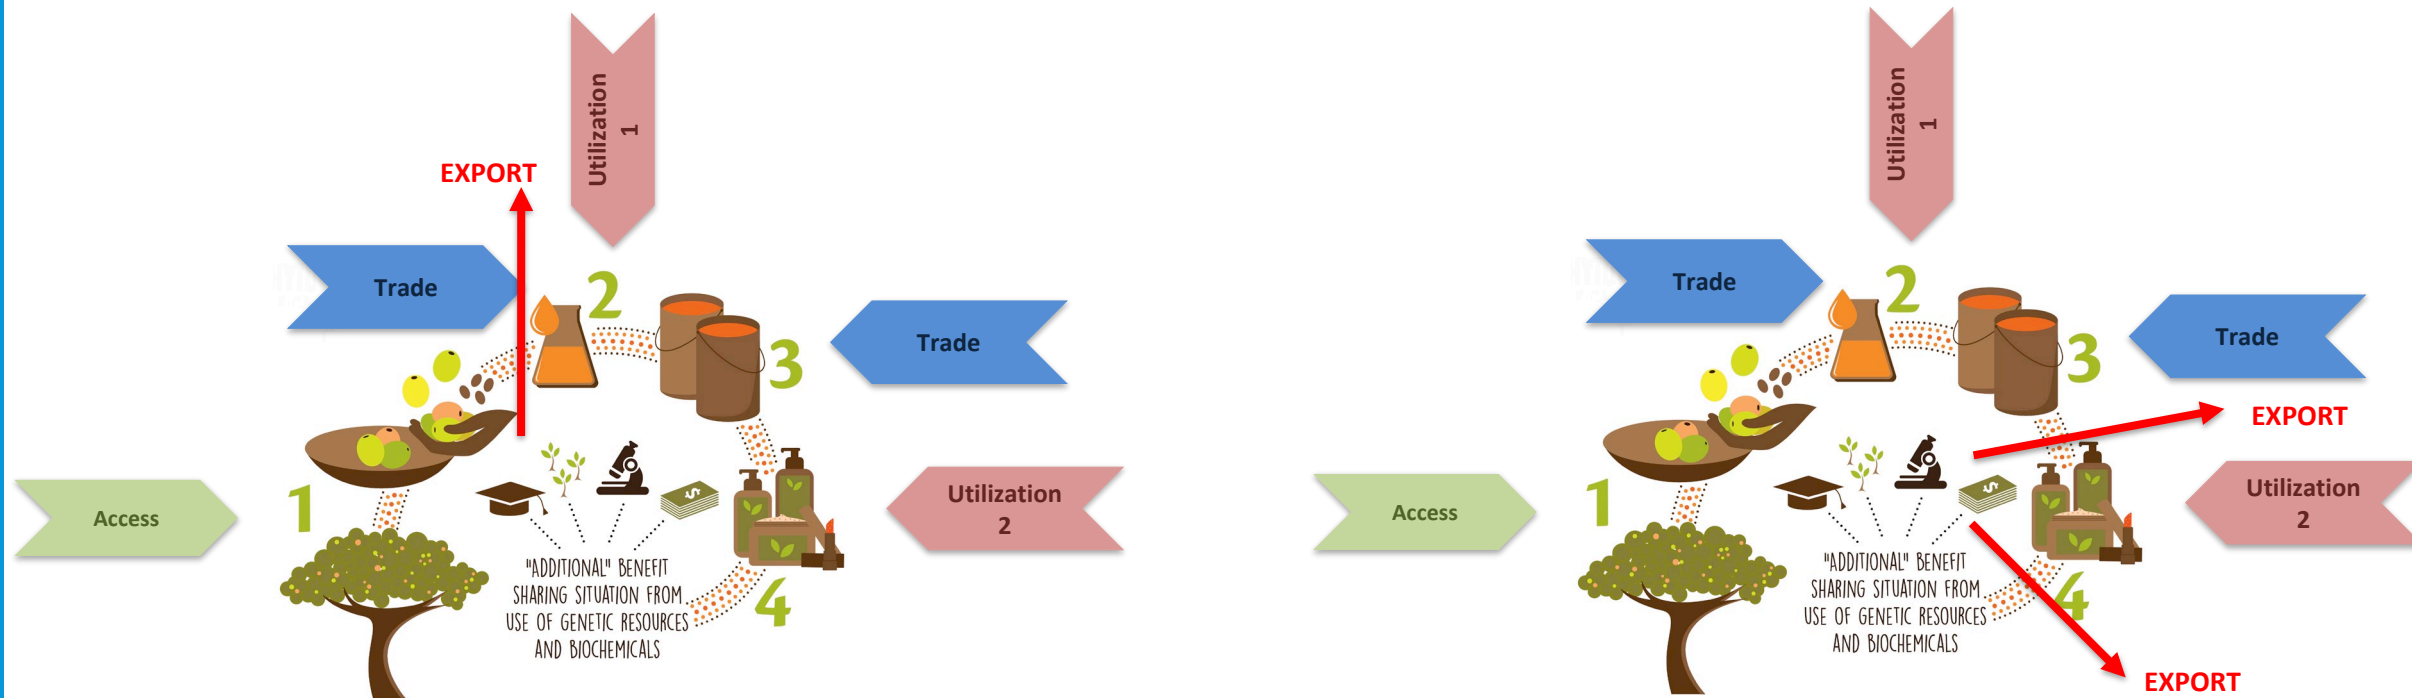 Utilization
1
EXPORT
Trade
2
Trade
3
1
Access
Utilization
2
"ADDITIONAL" BENEFIT
SHARING SITUATION FROM
USE OF GENETIC RESOURCES
AND BIOCHEMICALS
4
Utilization
1
Trade
2
Trade
3
EXPORT
1
Access
Utilization
2
"ADDITIONAL" BENEFIT
SHARING SITUATION FROM
USE OF GENETIC RESOURCES
AND BIOCHEMICALS
4
EXPORT